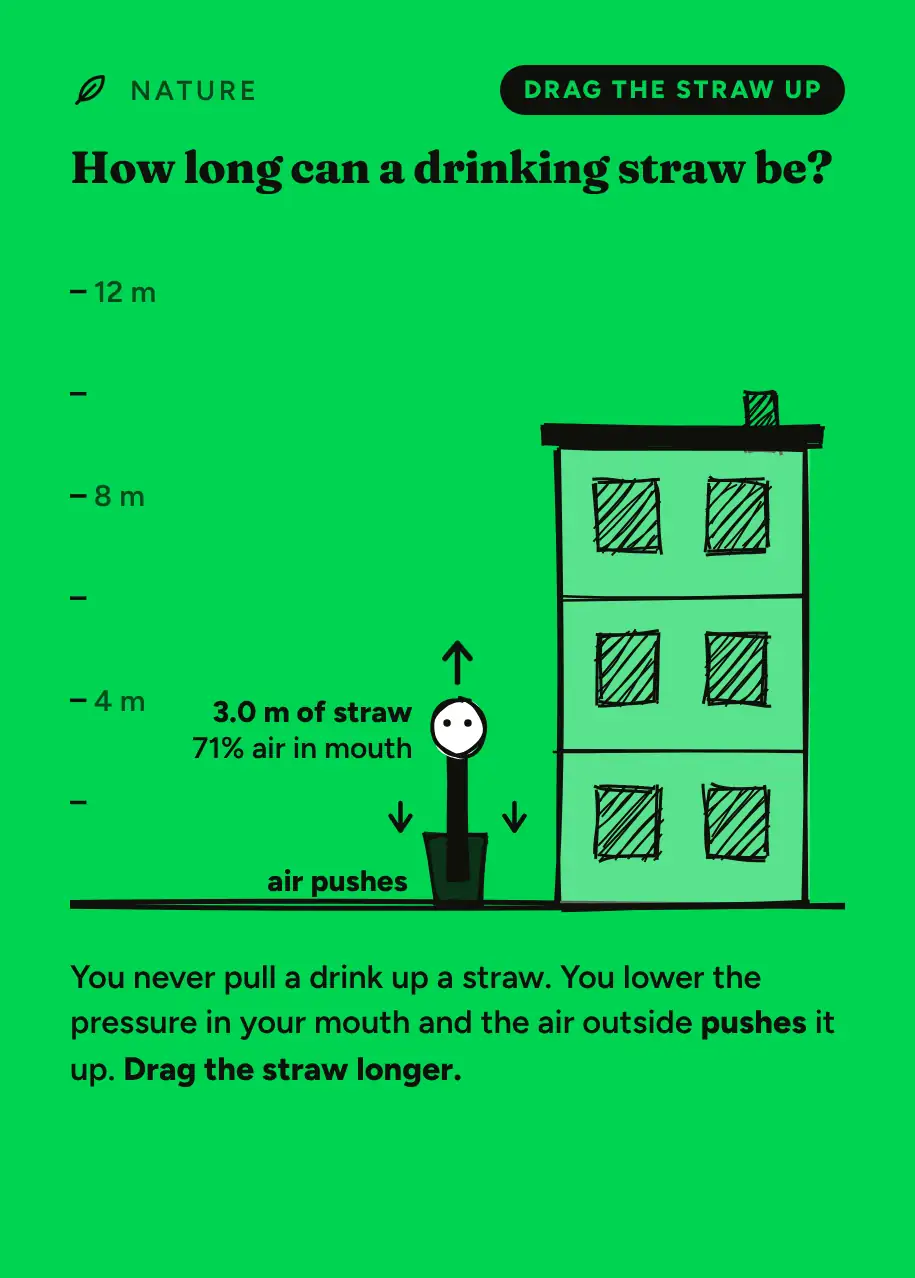 NATURE
DRAG THE STRAW UP
How long can a drinking straw be?
12 m
8 m
4 m
3.0 m of straw
71% air in mouth
air pushes
You never pull a drink up a straw. You lower the
pressure in your mouth and the air outside pushes it
up. Drag the straw longer.